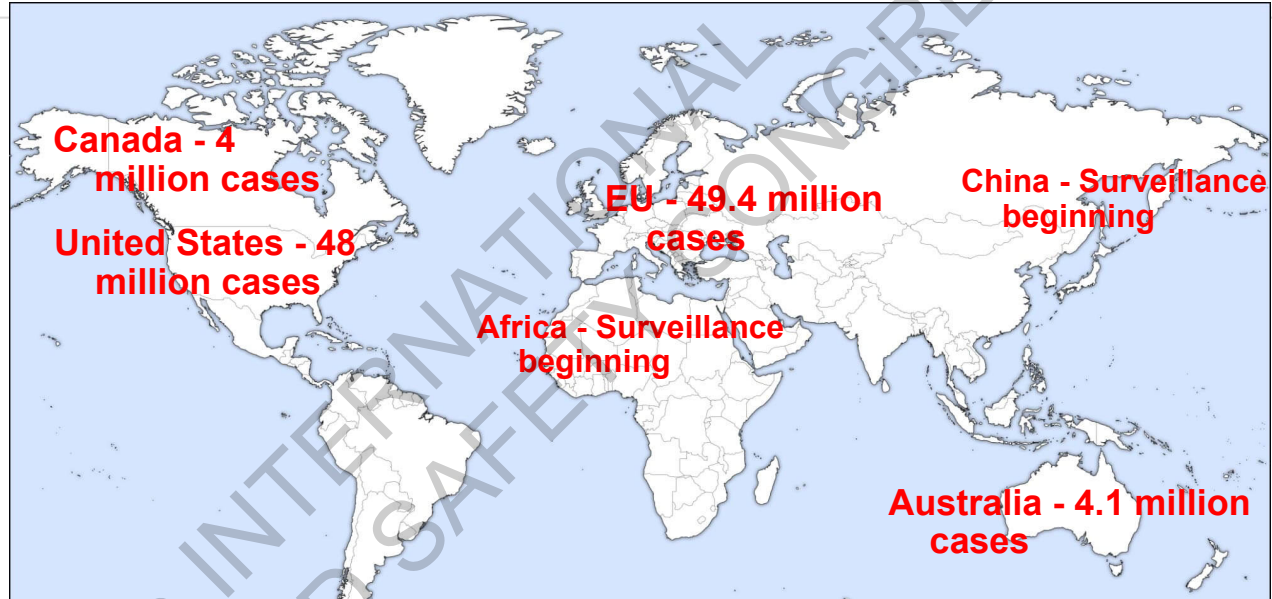 Canada - 4
million cases
United States - 48
million cases
EU - 49.4 million
cases
China - Surveillance
beginning
Africa - Surveillance
beginning
Australia - 4.1 million
cases
INTERNATIONAL
SAFETY CONGRE